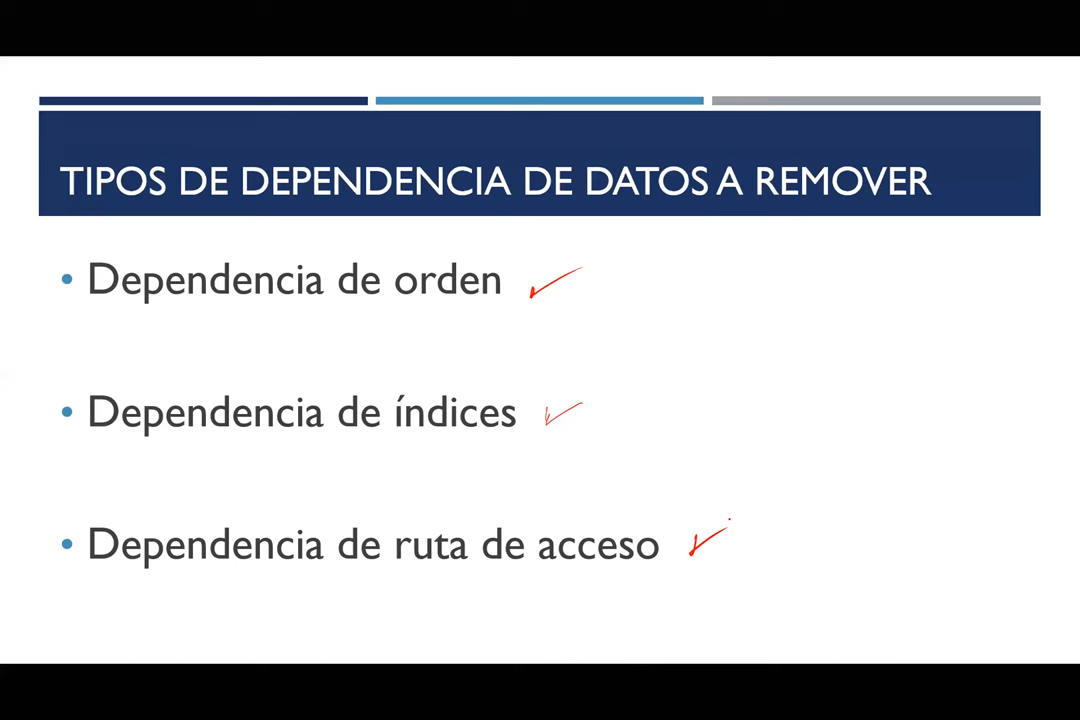 TIPOS DE DEPENDENCIA DE DATOS A REMOVER
• Dependencia de orden
• Dependencia de índices
• Dependencia de ruta de acceso